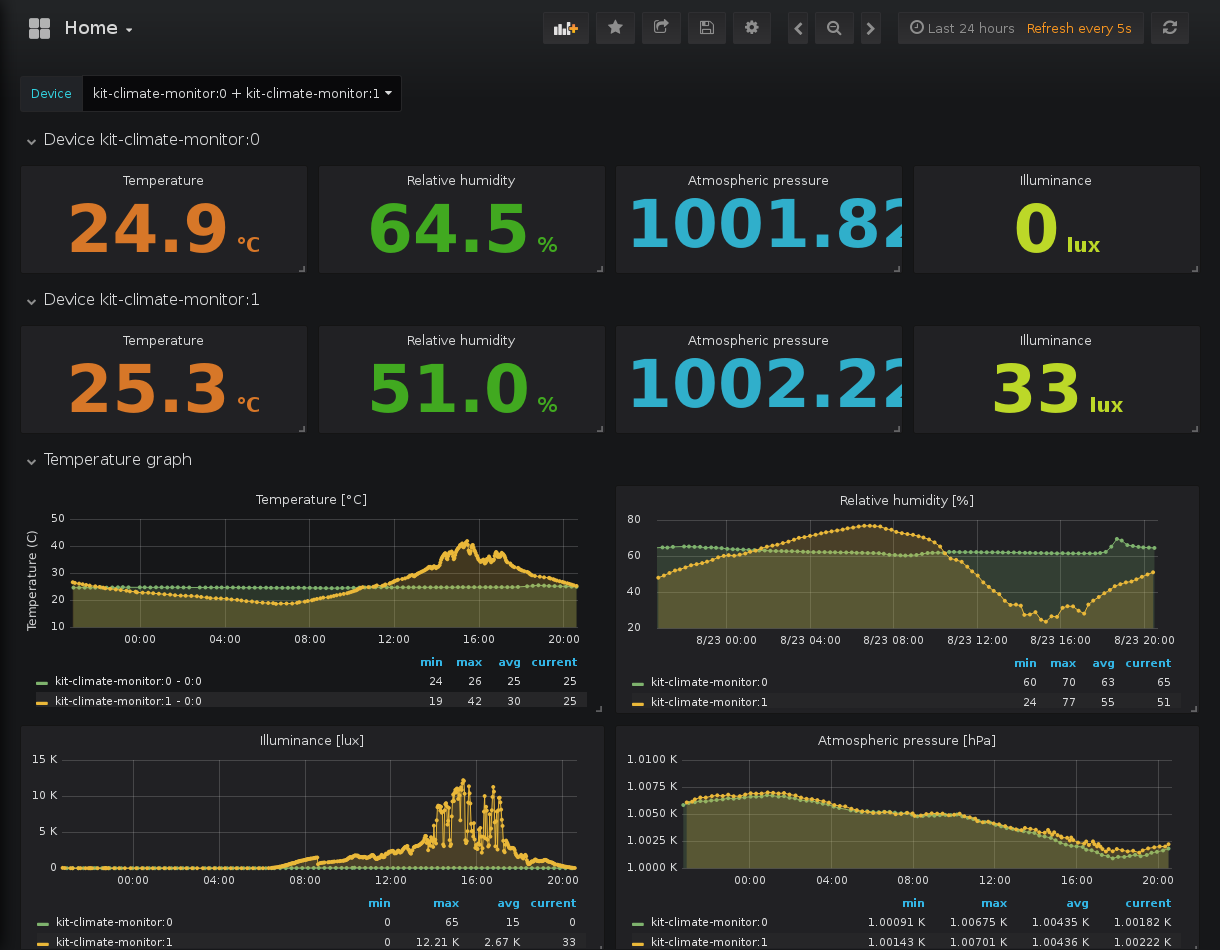 Home
Last 24 hours Refresh every 5s
Device kit-climate-monitor:0 + kit-climate-monitor:1
Device kit-climate-monitor:0
Temperature Relative humidity Atmospheric pressure Illuminance
24.9 °C 64.5 % 1001.82 0 lux
Device kit-climate-monitor:1
Temperature Relative humidity Atmospheric pressure Illuminance
25.3 °C 51.0 % 1002.22 33 lux
Temperature graph
Temperature [°C]
Temperature (C)
50
40
30
20
10
00:00 04:00 08:00 12:00 16:00 20:00
min max avg current
kit-climate-monitor:0 - 0:0 24 26 25 25
kit-climate-monitor:1 - 0:0 19 42 30 25
Relative humidity [%]
80
60
40
20
8/23 00:00 8/23 04:00 8/23 08:00 8/23 12:00 8/23 16:00 8/23 20:00
min max avg current
kit-climate-monitor:0 60 70 63 65
kit-climate-monitor:1 24 77 55 51
Illuminance [lux]
15 K
10 K
5 K
0
00:00 04:00 08:00 12:00 16:00 20:00
min max avg current
kit-climate-monitor:0 0 65 15 0
kit-climate-monitor:1 0 12.21 K 2.67 K 33
Atmospheric pressure [hPa]
1.0100 K
1.0075 K
1.0050 K
1.0025 K
1.0000 K
00:00 04:00 08:00 12:00 16:00 20:00
min max avg current
kit-climate-monitor:0 1.00091 K 1.00675 K 1.00435 K 1.00182 K
kit-climate-monitor:1 1.00143 K 1.00701 K 1.00436 K 1.00222 K